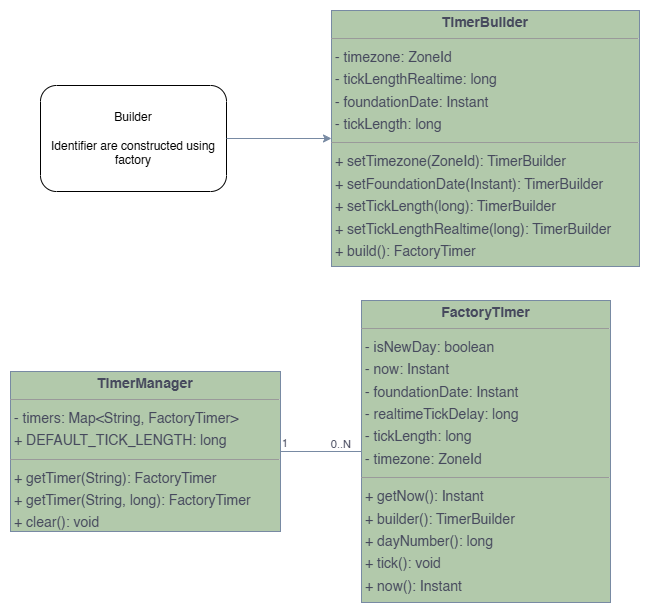 TimerBuilder
- timezone: ZoneId
- tickLengthRealtime: long
- foundationDate: Instant
- tickLength: long
+ setTimezone(ZoneId): TimerBuilder
+ setFoundationDate(Instant): TimerBuilder
+ setTickLength(long): TimerBuilder
+ setTickLengthRealtime(long): TimerBuilder
+ build(): FactoryTimer
Builder
Identifier are constructed using
factory
FactoryTimer
- isNewDay: boolean
- now: Instant
- foundationDate: Instant
- realtimeTickDelay: long
- tickLength: long
- timezone: ZoneId
+ getNow(): Instant
+ builder(): TimerBuilder
+ dayNumber(): long
+ tick(): void
+ now(): Instant
TimerManager
- timers: Map<String, FactoryTimer>
+ DEFAULT_TICK_LENGTH: long
+ getTimer(String): FactoryTimer
+ getTimer(String, long): FactoryTimer
+ clear(): void
1
0..N